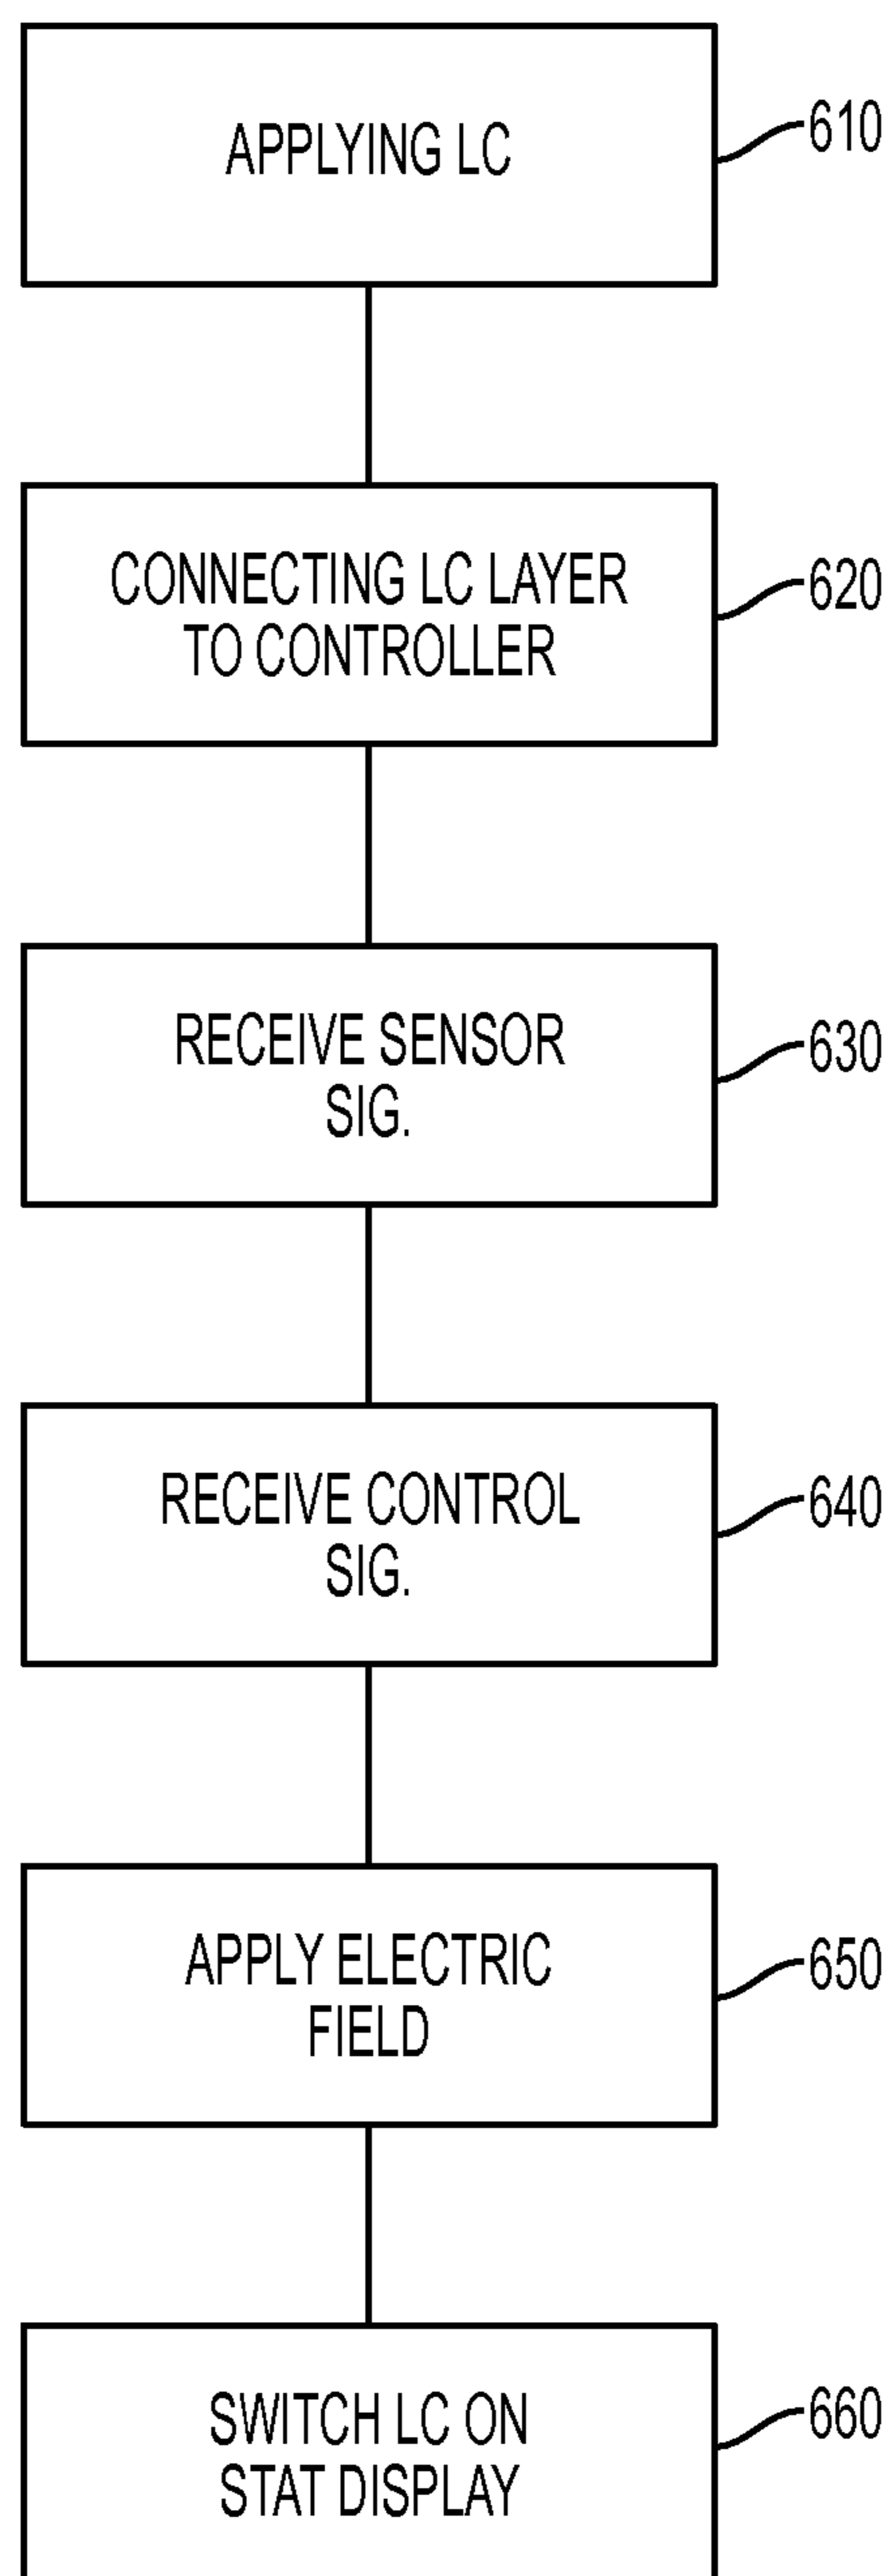 APPLYING LC
610
CONNECTING LC LAYER
TO CONTROLLER
620
RECEIVE SENSOR
SIG.
630
RECEIVE CONTROL
SIG.
640
APPLY ELECTRIC
FIELD
650
SWITCH LC ON
STAT DISPLAY
660